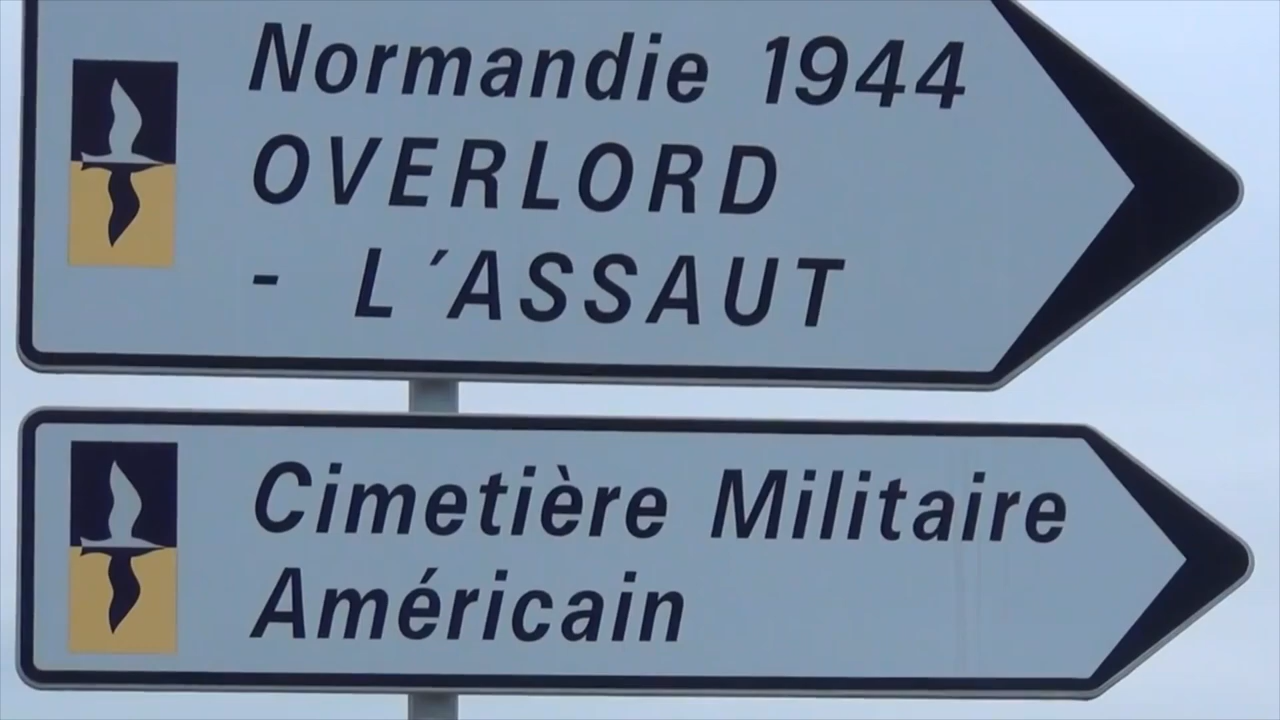 Normandie 1944
OVERLORD
- L´ASSAUT
Cimetière Militaire
Américain